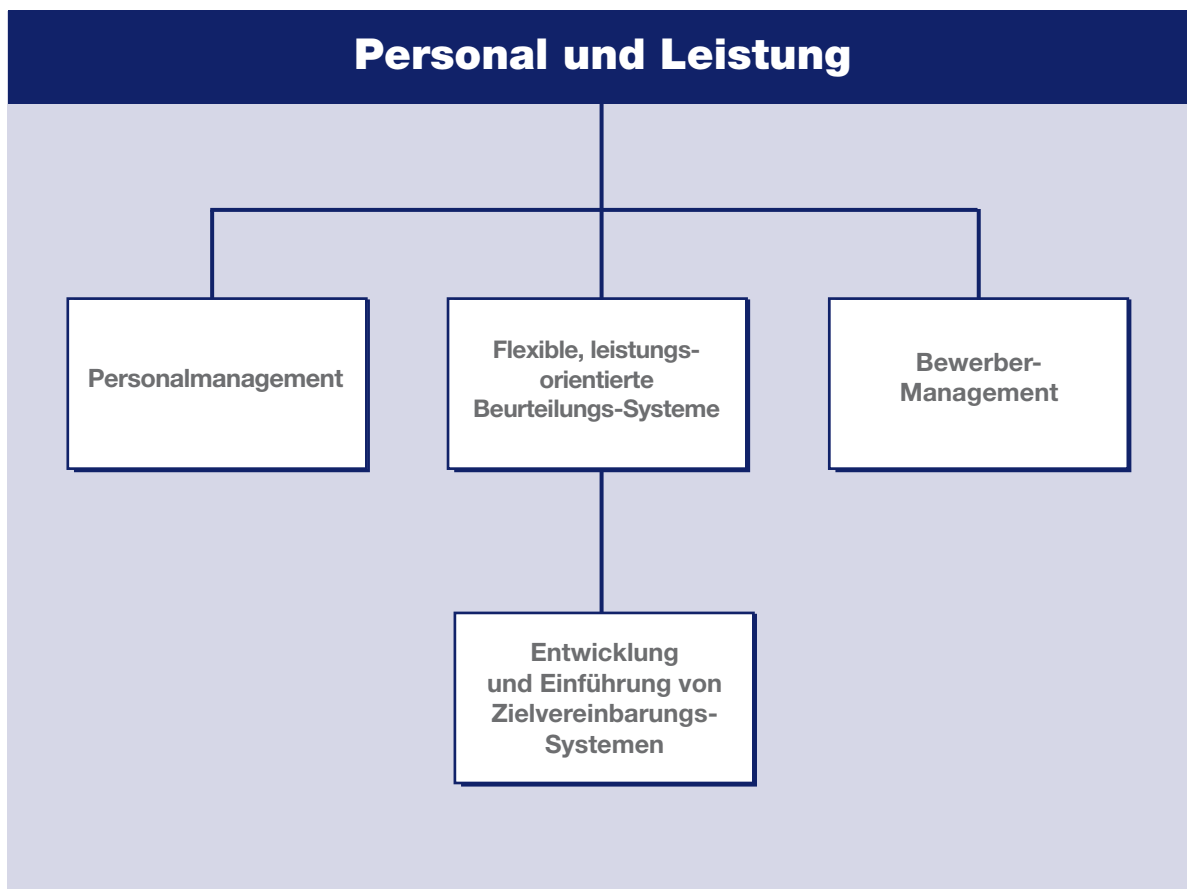 Personal und Leistung
Personalmanagement
Flexible, leistungs-
orientierte
Beurteilungs-Systeme
Bewerber-
Management
Entwicklung
und Einführung von
Zielvereinbarungs-
Systemen